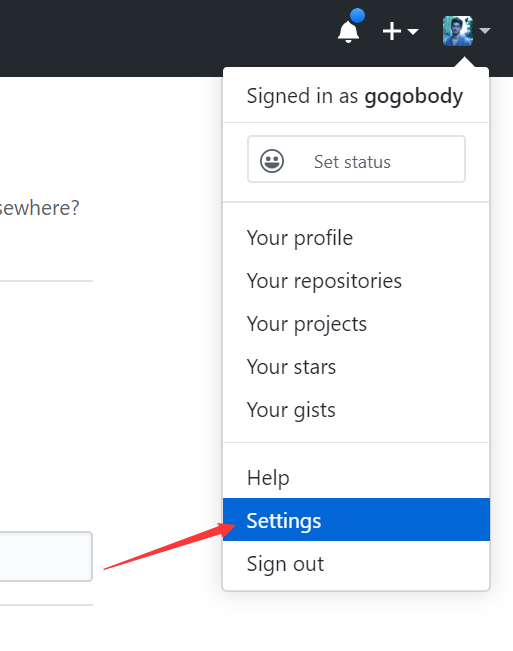 Signed in as gogobody
Set status
sewhere?
Your profile
Your repositories
Your projects
Your stars
Your gists
Help
Settings
Sign out